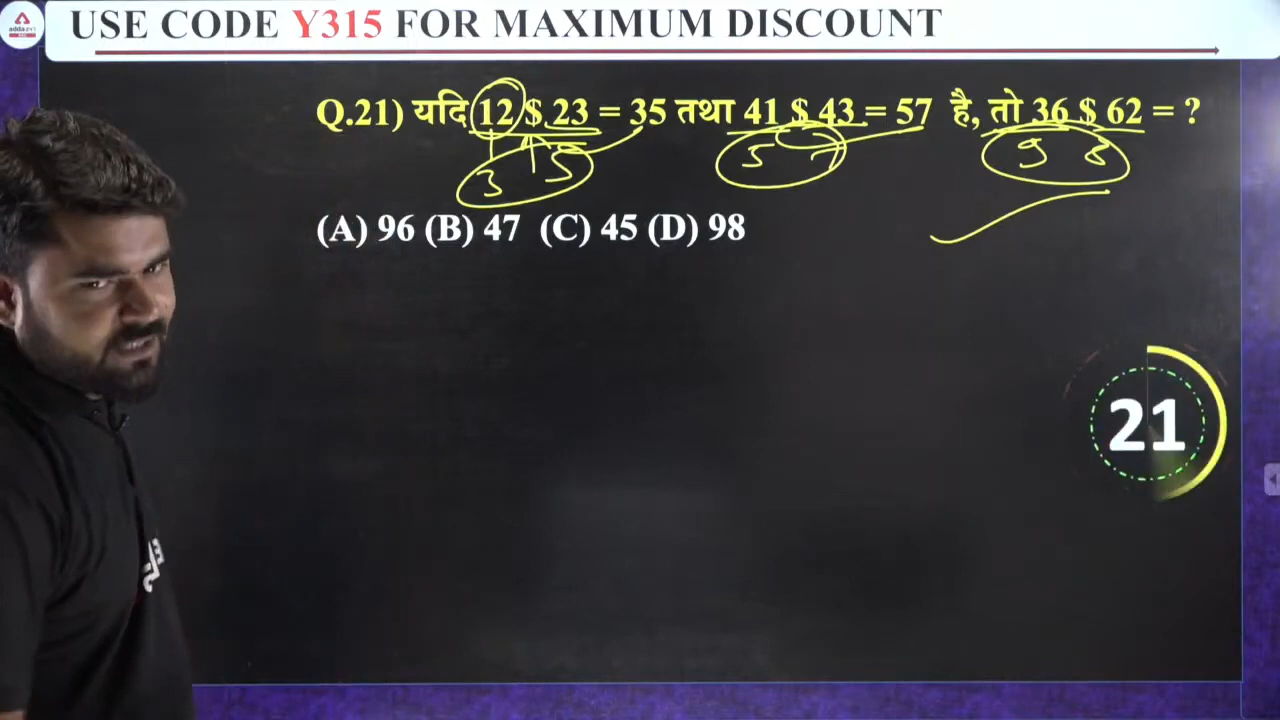 USE CODE Y315 FOR MAXIMUM DISCOUNT
Q.21) यदि 12 $ 23 = 35 तथा 41 $ 43 = 57 है, तो 36 $ 62 = ?
3 5 5 7 9 8
(A) 96 (B) 47 (C) 45 (D) 98
21